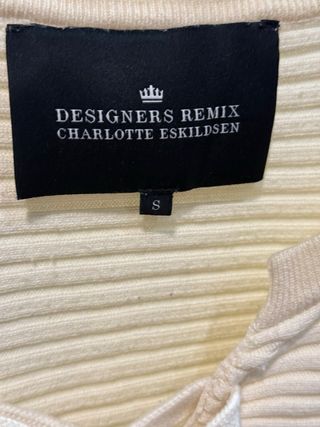 DESIGNERS REMIX
CHARLOTTE ESKILDSEN
S